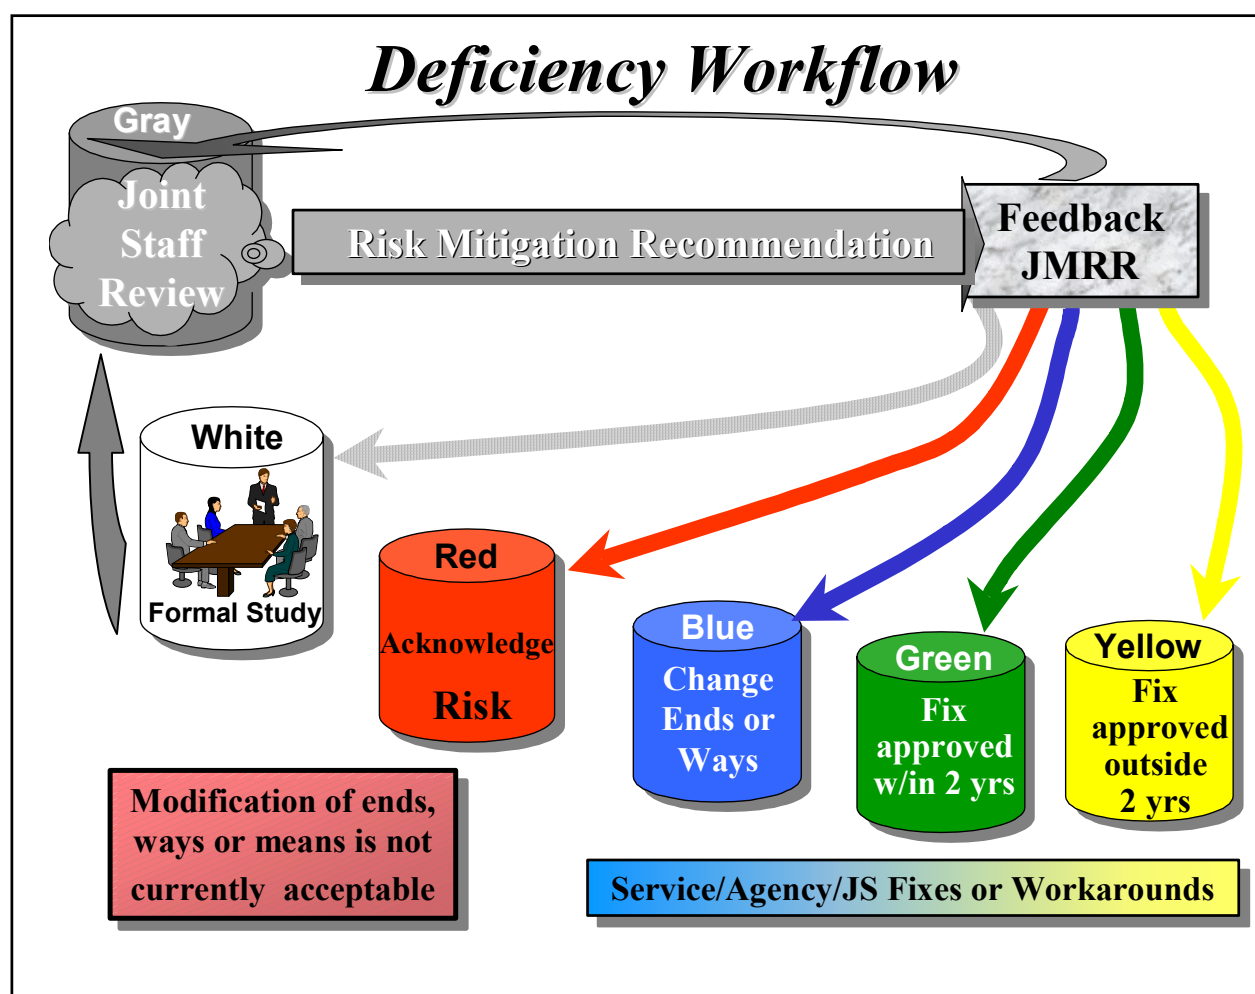 Deficiency Workflow
Gray
Joint
Staff
Review
Risk Mitigation Recommendation
Feedback
JMRR
White
Formal Study
Red
Acknowledge
Risk
Blue
Change
Ends or
Ways
Green
Fix
approved
w/in 2 yrs
Yellow
Fix
approved
outside
2 yrs
Modification of ends,
ways or means is not
currently acceptable
Service/Agency/JS Fixes or Workarounds